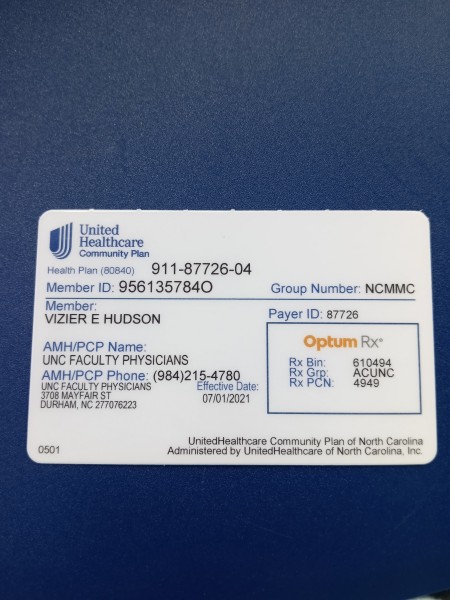 United
Healthcare
Community Plan
Health Plan (80840) 911-87726-04
Member ID: 956135784O Group Number: NCMMC
Member:
VIZIER E HUDSON Payer ID: 87726
AMH/PCP Name:
UNC FACULTY PHYSICIANS
AMH/PCP Phone: (984)215-4780
UNC FACULTY PHYSICIANS Effective Date:
3708 MAYFAIR ST 07/01/2021
DURHAM, NC 277076223
Optum Rx®
Rx Bin: 610494
Rx Grp: ACUNC
Rx PCN: 4949
UnitedHealthcare Community Plan of North Carolina
0501 Administered by UnitedHealthcare of North Carolina, Inc.